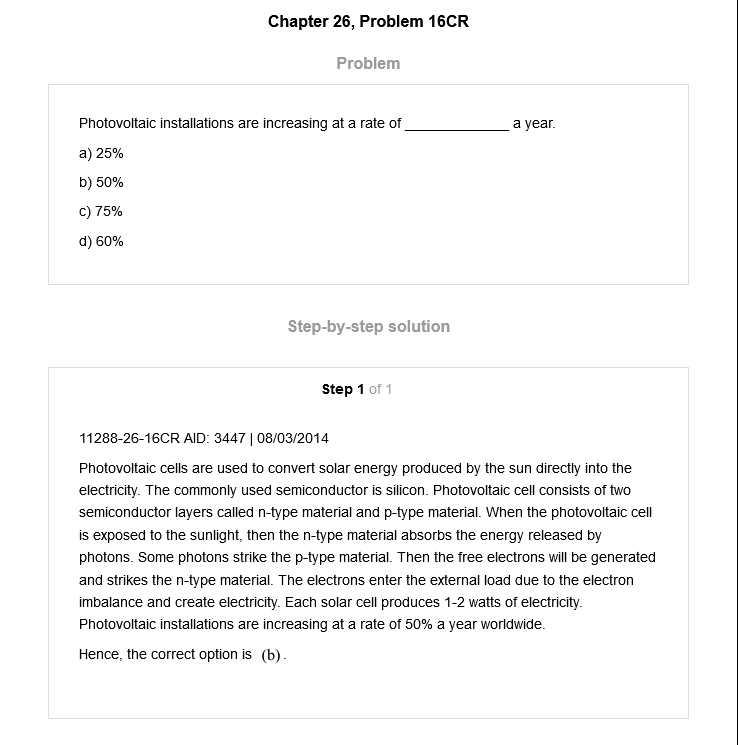 Chapter 26, Problem 16CR
Problem
Photovoltaic installations are increasing at a rate of _____________ a year.
a) 25%
b) 50%
c) 75%
d) 60%
Step-by-step solution
Step 1 of 1
11288-26-16CR AID: 3447 | 08/03/2014
Photovoltaic cells are used to convert solar energy produced by the sun directly into the
electricity. The commonly used semiconductor is silicon. Photovoltaic cell consists of two
semiconductor layers called n-type material and p-type material. When the photovoltaic cell
is exposed to the sunlight, then the n-type material absorbs the energy released by
photons. Some photons strike the p-type material. Then the free electrons will be generated
and strikes the n-type material. The electrons enter the external load due to the electron
imbalance and create electricity. Each solar cell produces 1-2 watts of electricity.
Photovoltaic installations are increasing at a rate of 50% a year worldwide.
Hence, the correct option is (b).